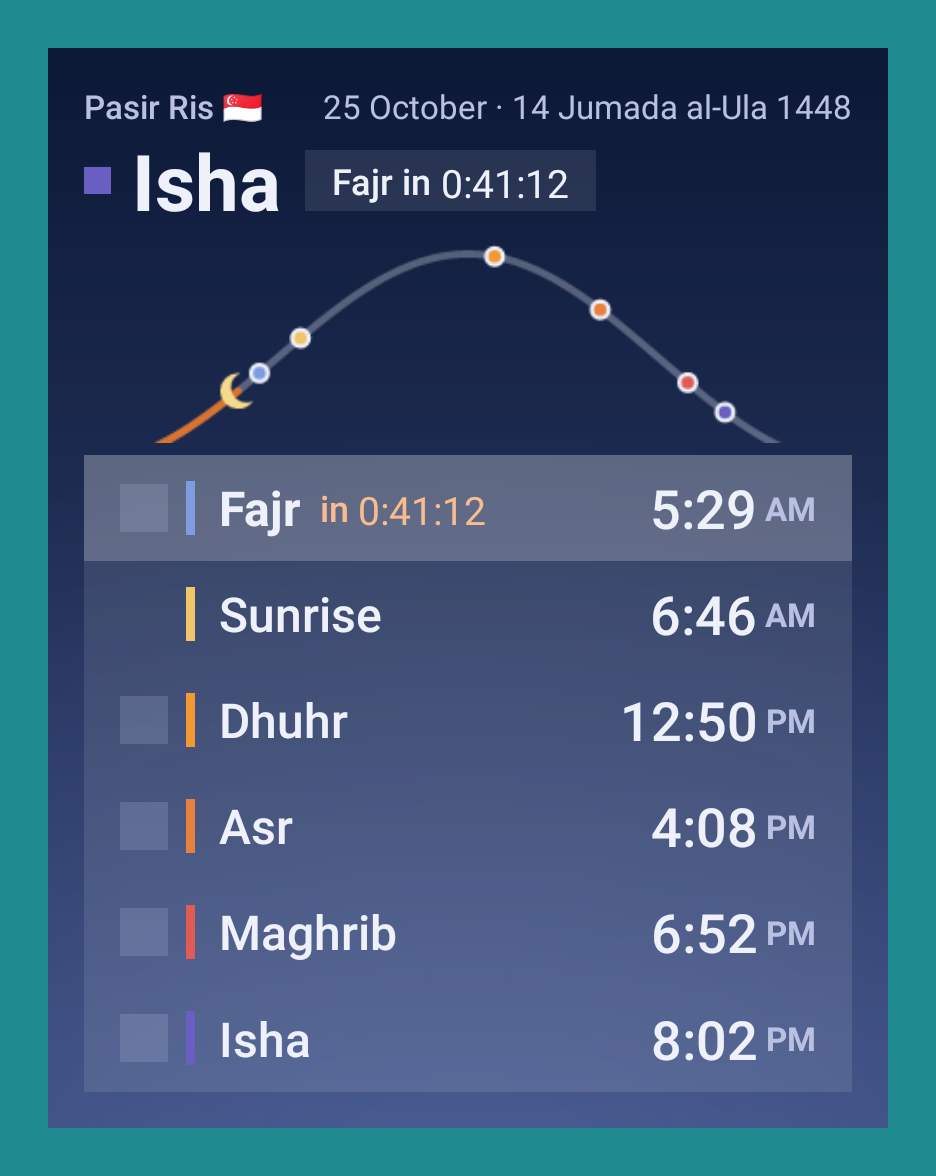 Pasir Ris 🇸🇬 25 October · 14 Jumada al-Ula 1448
Isha Fajr in 0:41:12
Fajr in 0:41:12 5:29 AM
Sunrise 6:46 AM
Dhuhr 12:50 PM
Asr 4:08 PM
Maghrib 6:52 PM
Isha 8:02 PM